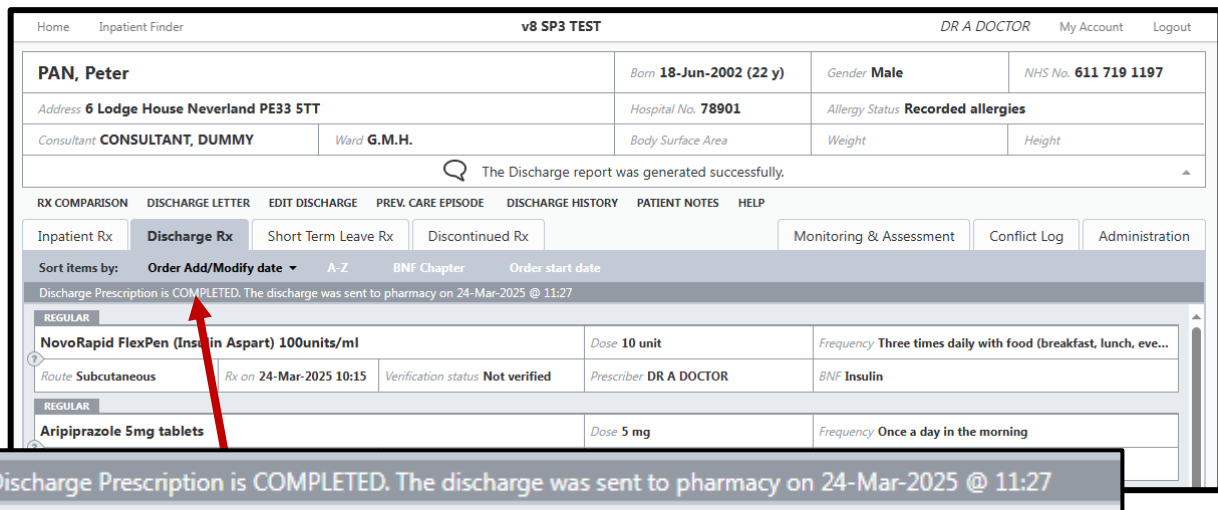 Home Inpatient Finder v8 SP3 TEST DR A DOCTOR My Account Logout
PAN, Peter Born 18-Jun-2002 (22 y) Gender Male NHS No. 611 719 1197
Address 6 Lodge House Neverland PE33 5TT Hospital No. 78901 Allergy Status Recorded allergies
Consultant CONSULTANT, DUMMY Ward G.M.H. Body Surface Area Weight Height
The Discharge report was generated successfully.
RX COMPARISON DISCHARGE LETTER EDIT DISCHARGE PREV. CARE EPISODE DISCHARGE HISTORY PATIENT NOTES HELP
Inpatient Rx Discharge Rx Short Term Leave Rx Discontinued Rx Monitoring & Assessment Conflict Log Administration
Sort items by: Order Add/Modify date A-Z BNF Chapter Order start date
Discharge Prescription is COMPLETED. The discharge was sent to pharmacy on 24-Mar-2025 @ 11:27
REGULAR
NovoRapid FlexPen (Insulin Aspart) 100units/ml Dose 10 unit Frequency Three times daily with food (breakfast, lunch, eve...
?
Route Subcutaneous Rx on 24-Mar-2025 10:15 Verification status Not verified Prescriber DR A DOCTOR BNF Insulin
REGULAR
Aripiprazole 5mg tablets Dose 5 mg Frequency Once a day in the morning
Discharge Prescription is COMPLETED. The discharge was sent to pharmacy on 24-Mar-2025 @ 11:27